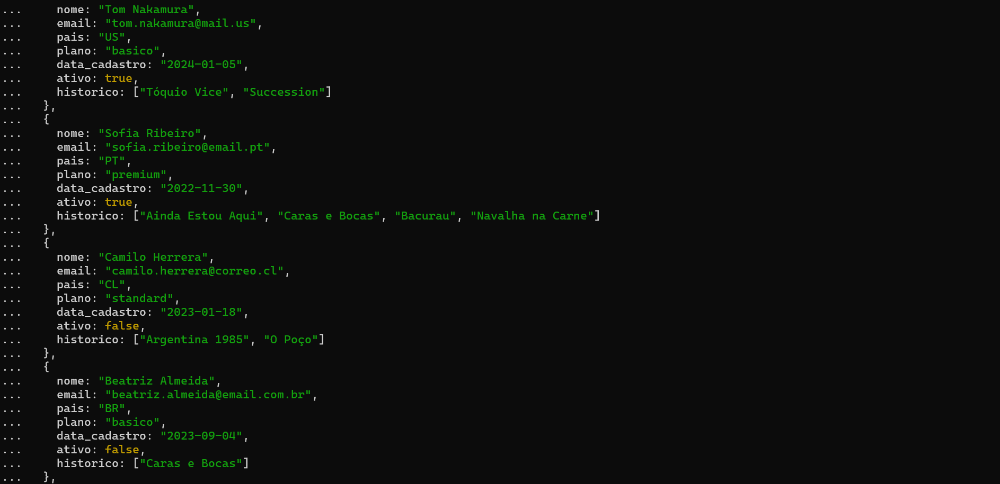 ...     nome: "Tom Nakamura",
...     email: "tom.nakamura@mail.us",
...     pais: "US",
...     plano: "basico",
...     data_cadastro: "2024-01-05",
...     ativo: true,
...     historico: ["Tóquio Vice", "Succession"]
...   },
...   {
...     nome: "Sofia Ribeiro",
...     email: "sofia.ribeiro@email.pt",
...     pais: "PT",
...     plano: "premium",
...     data_cadastro: "2022-11-30",
...     ativo: true,
...     historico: ["Ainda Estou Aqui", "Caras e Bocas", "Bacurau", "Navalha na Carne"]
...   },
...   {
...     nome: "Camilo Herrera",
...     email: "camilo.herrera@correo.cl",
...     pais: "CL",
...     plano: "standard",
...     data_cadastro: "2023-01-18",
...     ativo: false,
...     historico: ["Argentina 1985", "O Poço"]
...   },
...   {
...     nome: "Beatriz Almeida",
...     email: "beatriz.almeida@email.com.br",
...     pais: "BR",
...     plano: "basico",
...     data_cadastro: "2023-09-04",
...     ativo: false,
...     historico: ["Caras e Bocas"]
...   },